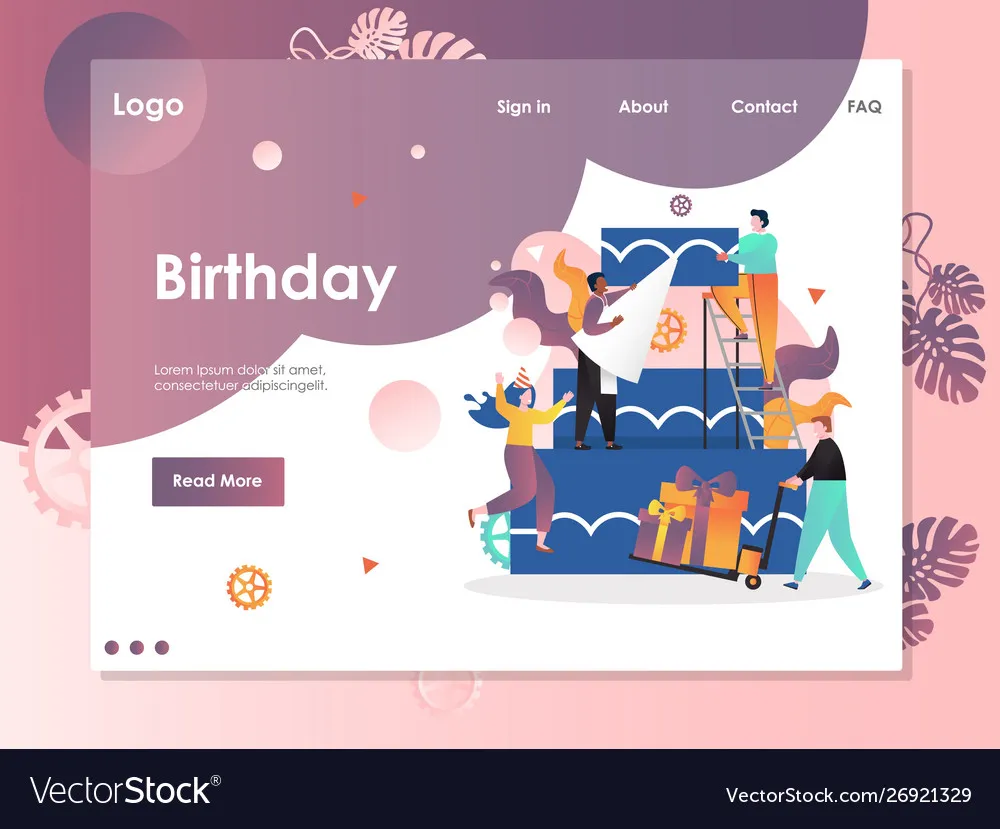 Logo
Sign in
About
Contact
FAQ
Birthday
Lorem Ipsum dolor sit amet,
consectetuer adipiscingelit.
Read More
VectorStock®
VectorStock.com/26921329